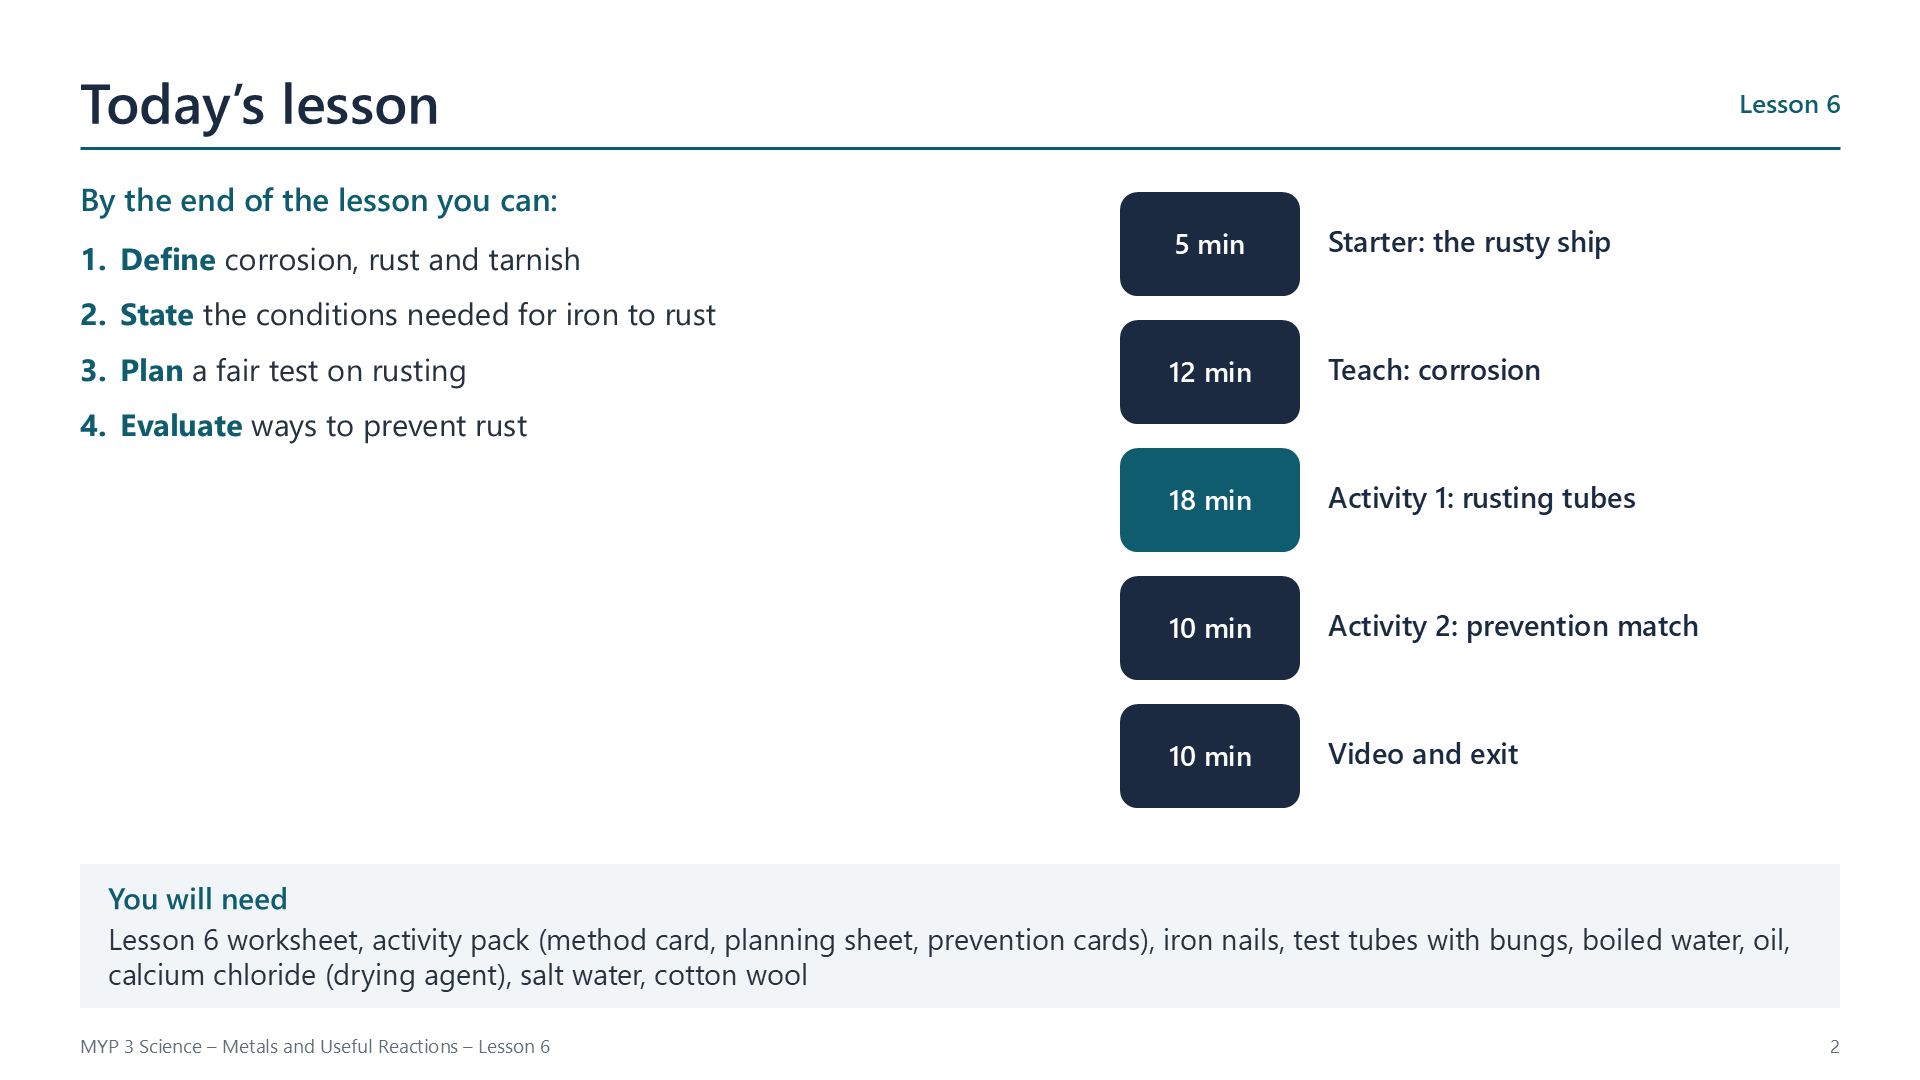 Today’s lesson
Lesson 6
By the end of the lesson you can:
1. Define corrosion, rust and tarnish
2. State the conditions needed for iron to rust
3. Plan a fair test on rusting
4. Evaluate ways to prevent rust
5 min
Starter: the rusty ship
12 min
Teach: corrosion
18 min
Activity 1: rusting tubes
10 min
Activity 2: prevention match
10 min
Video and exit
You will need
Lesson 6 worksheet, activity pack (method card, planning sheet, prevention cards), iron nails, test tubes with bungs, boiled water, oil,
calcium chloride (drying agent), salt water, cotton wool
MYP 3 Science – Metals and Useful Reactions – Lesson 6
2